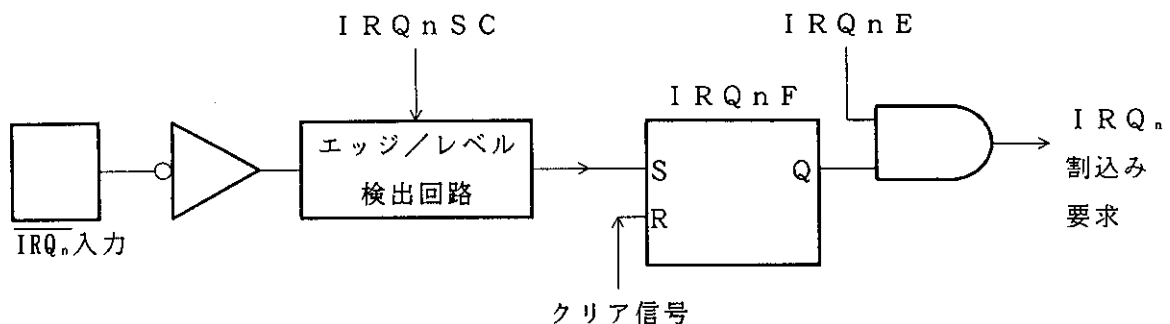 IRQnSC
IRQnE
IRQnF
エッジ/レベル
検出回路
S
Q
R
IRQn
割込み
要求
IRQn入力
クリア信号